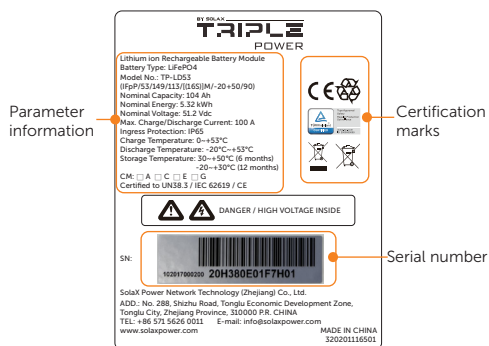 BY SOLAX
TRIPLE
POWER
Lithium ion Rechargeable Battery Module
Battery Type: LiFePO4
Model No.: TP-LD53
(IFpP/53/149/113/[(16S)]M/-20+50/90)
Nominal Capacity: 104 Ah
Nominal Energy: 5.32 kWh
Nominal Voltage: 51.2 Vdc
Max. Charge/Discharge Current: 100 A
Ingress Protection: IP65
Charge Temperature: 0~+53°C
Discharge Temperature: -20°C~+53°C
Storage Temperature: 30~+50°C (6 months)
-20~+30°C (12 months)
CM: □ A □ C □ E □ G
Certified to UN38.3 / IEC 62619 / CE
Parameter
information
CE
Certification
marks
DANGER / HIGH VOLTAGE INSIDE
SN:
102017000200 20H380E01F7H01
Serial number
SolaX Power Network Technology (Zhejiang) Co., Ltd.
ADD.: No. 288, Shizhu Road, Tonglu Economic Development Zone,
Tonglu City, Zhejiang Province, 310000 P.R. CHINA
TEL: +86 571 5626 0011 E-mail: info@solaxpower.com
www.solaxpower.com
MADE IN CHINA
320201116501